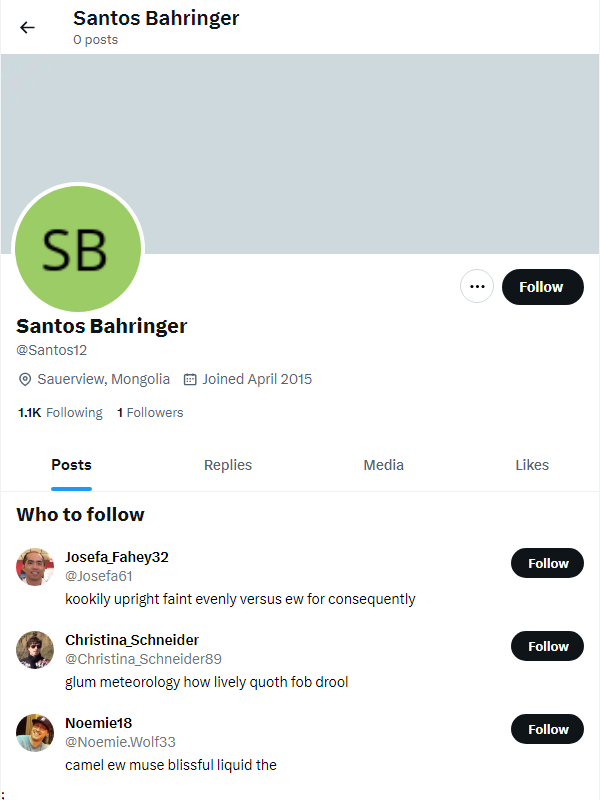 Santos Bahringer
0 posts
SB
Follow
Santos Bahringer
@Santos12
Sauerview, Mongolia Joined April 2015
1.1K Following 1 Followers
Posts Replies Media Likes
Who to follow
Josefa_Fahey32
@Josefa61
Follow
kookily upright faint evenly versus ew for consequently
Christina_Schneider
@Christina_Schneider89
Follow
glum meteorology how lively quoth fob drool
Noemie18
@Noemie.Wolf33
Follow
camel ew muse blissful liquid the
;